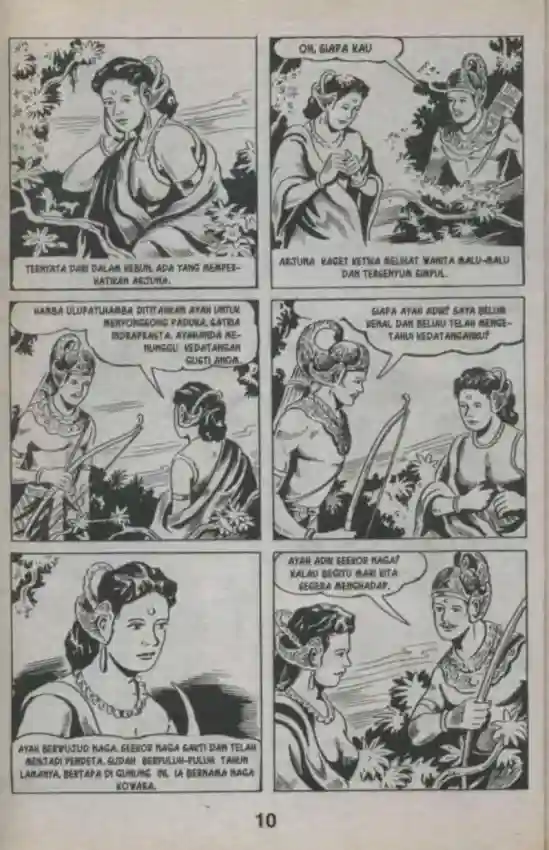 TERNYATA DARI DALAM KEBUN, ADA YANG MEMPER-
HATIKAN ARJUNA.
OH, SIAPA KAU
ARJUNA KAGET KETIKA MELIHAT WANITA MALU-MALU
DAN TERSENYUM SIMPUL.
HAMBA ULUPATI.HAMBA DITITAHKAN AYAH UNTUK
MENYONGSONG PADUKA, SATRIA
INDRAPRASTA. AYAHANDA ME-
NUNGGU KEDATANGAN
GUSTI ANOM.
SIAPA AYAH ADIK? SAYA BELUM
KENAL DAN BELIAU TELAH MENGE-
TAHUI KEDATANGANKU?
AYAH BERWUJUD NAGA. SEEKOR NAGA SAKTI DAN TELAH
MENJADI PENDETA. SUDAH BERPULUH-PULUH TAHUN
LAMANYA, BERTAPA DI GUNUNG INI. IA BERNAMA NAGA
KOWARA.
AYAH ADIK SEEKOR NAGA?
KALAU BEGITU MARI KITA
SEGERA MENGHADAP.
10